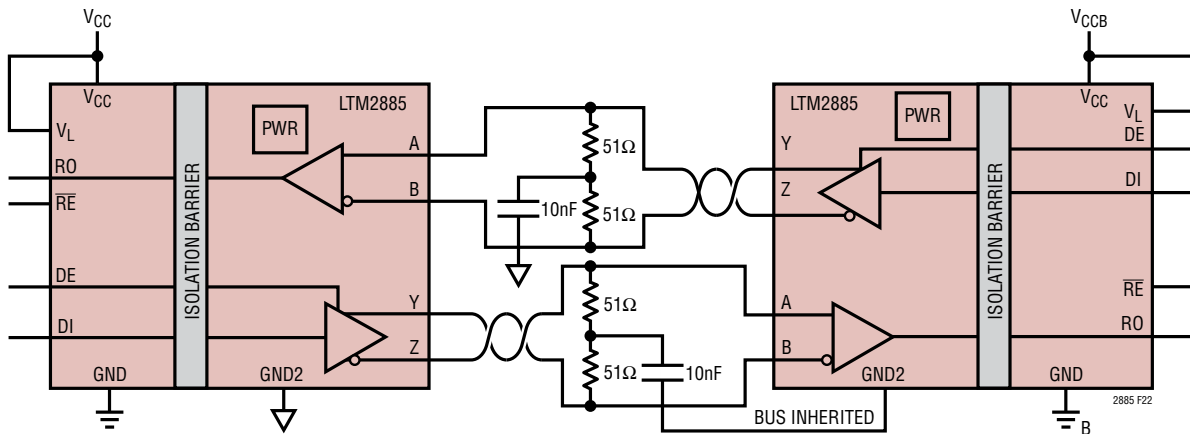 VCC
VCCB
VCC
LTM2885
LTM2885
VCC
VL
PWR
A
51Ω
Y
PWR
VL
DE
RO
RE
B
10nF
51Ω
Z
DI
ISOLATION BARRIER
ISOLATION BARRIER
DE
Y
51Ω
A
RE
DI
Z
51Ω
10nF
B
RO
GND
GND2
BUS INHERITED
GND2
GND
2885 F22
B